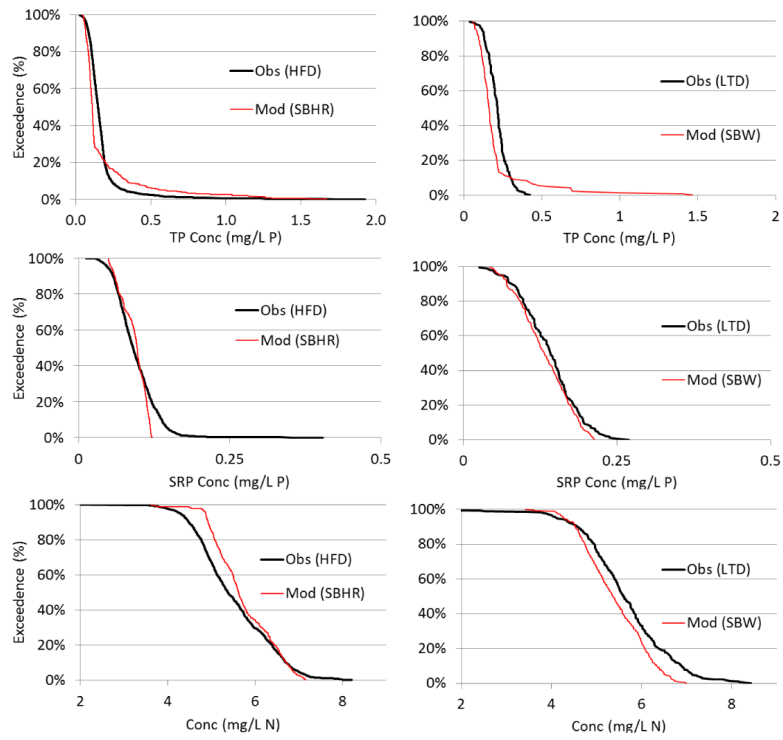 100%
80%
60%
40%
20%
0%
Exceedence (%)
Obs (HFD)
Mod (SBHR)
0.0 0.5 1.0 1.5 2.0
TP Conc (mg/L P)
100%
80%
60%
40%
20%
0%
Obs (LTD)
Mod (SBW)
0 0.5 1 1.5 2
TP Conc (mg/L P)
100%
80%
60%
40%
20%
0%
Exceedence (%)
Obs (HFD)
Mod (SBHR)
0 0.25 0.5
SRP Conc (mg/L P)
100%
80%
60%
40%
20%
0%
Obs (LTD)
Mod (SBW)
0 0.25 0.5
SRP Conc (mg/L P)
100%
80%
60%
40%
20%
0%
Exceedence (%)
Obs (HFD)
Mod (SBHR)
2 4 6 8
Conc (mg/L N)
100%
80%
60%
40%
20%
0%
Obs (LTD)
Mod (SBW)
2 4 6 8
Conc (mg/L N)